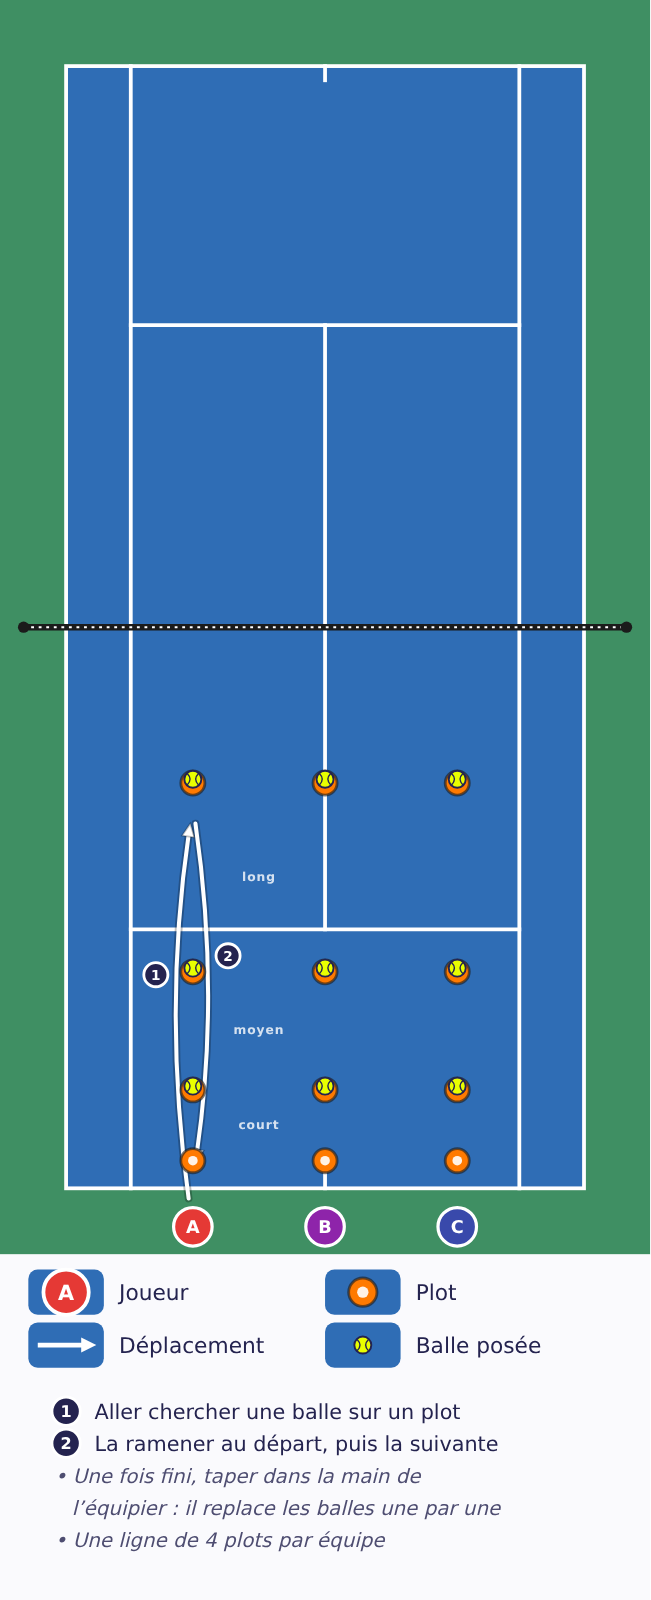 long
1
2
moyen
court
A
B
C
A Joueur
Plot
Déplacement
Balle posée
1 Aller chercher une balle sur un plot
2 La ramener au départ, puis la suivante
• Une fois fini, taper dans la main de
l’équipier : il replace les balles une par une
• Une ligne de 4 plots par équipe